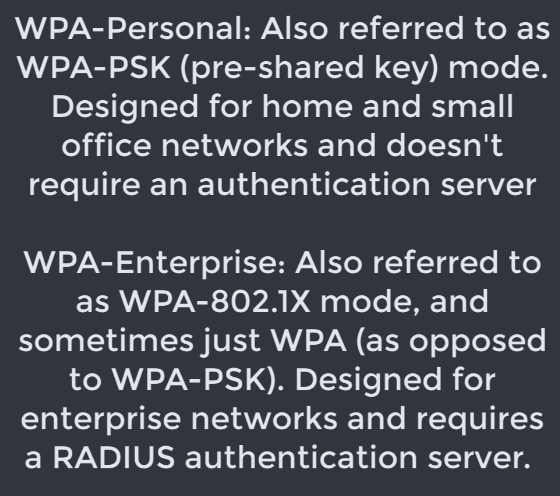 WPA-Personal: Also referred to as
WPA-PSK (pre-shared key) mode.
Designed for home and small
office networks and doesn't
require an authentication server
WPA-Enterprise: Also referred to
as WPA-802.1X mode, and
sometimes just WPA (as opposed
to WPA-PSK). Designed for
enterprise networks and requires
a RADIUS authentication server.